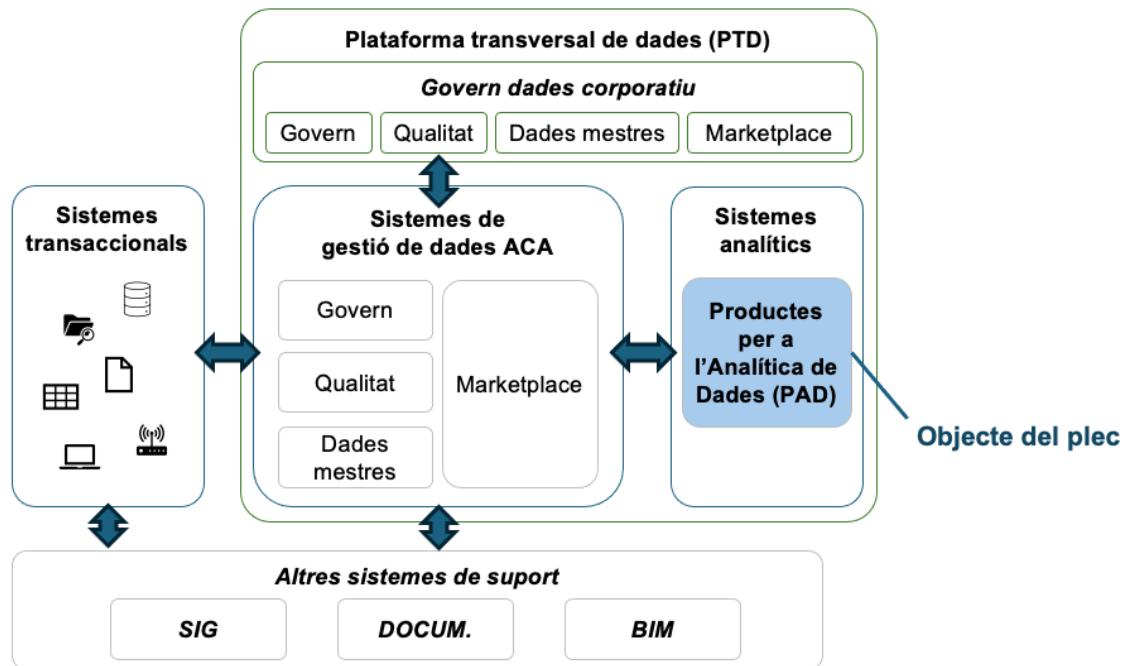 Plataforma transversal de dades (PTD)
Govern dades corporatiu
Govern
Qualitat
Dades mestres
Marketplace
Sistemes
transaccionals
Sistemes de
gestió de dades ACA
Govern
Qualitat
Dades
mestres
Marketplace
Sistemes
analítics
Productes
per a
l'Analítica de
Dades (PAD)
Objecte del plec
Altres sistemes de suport
SIG
DOCUM.
BIM